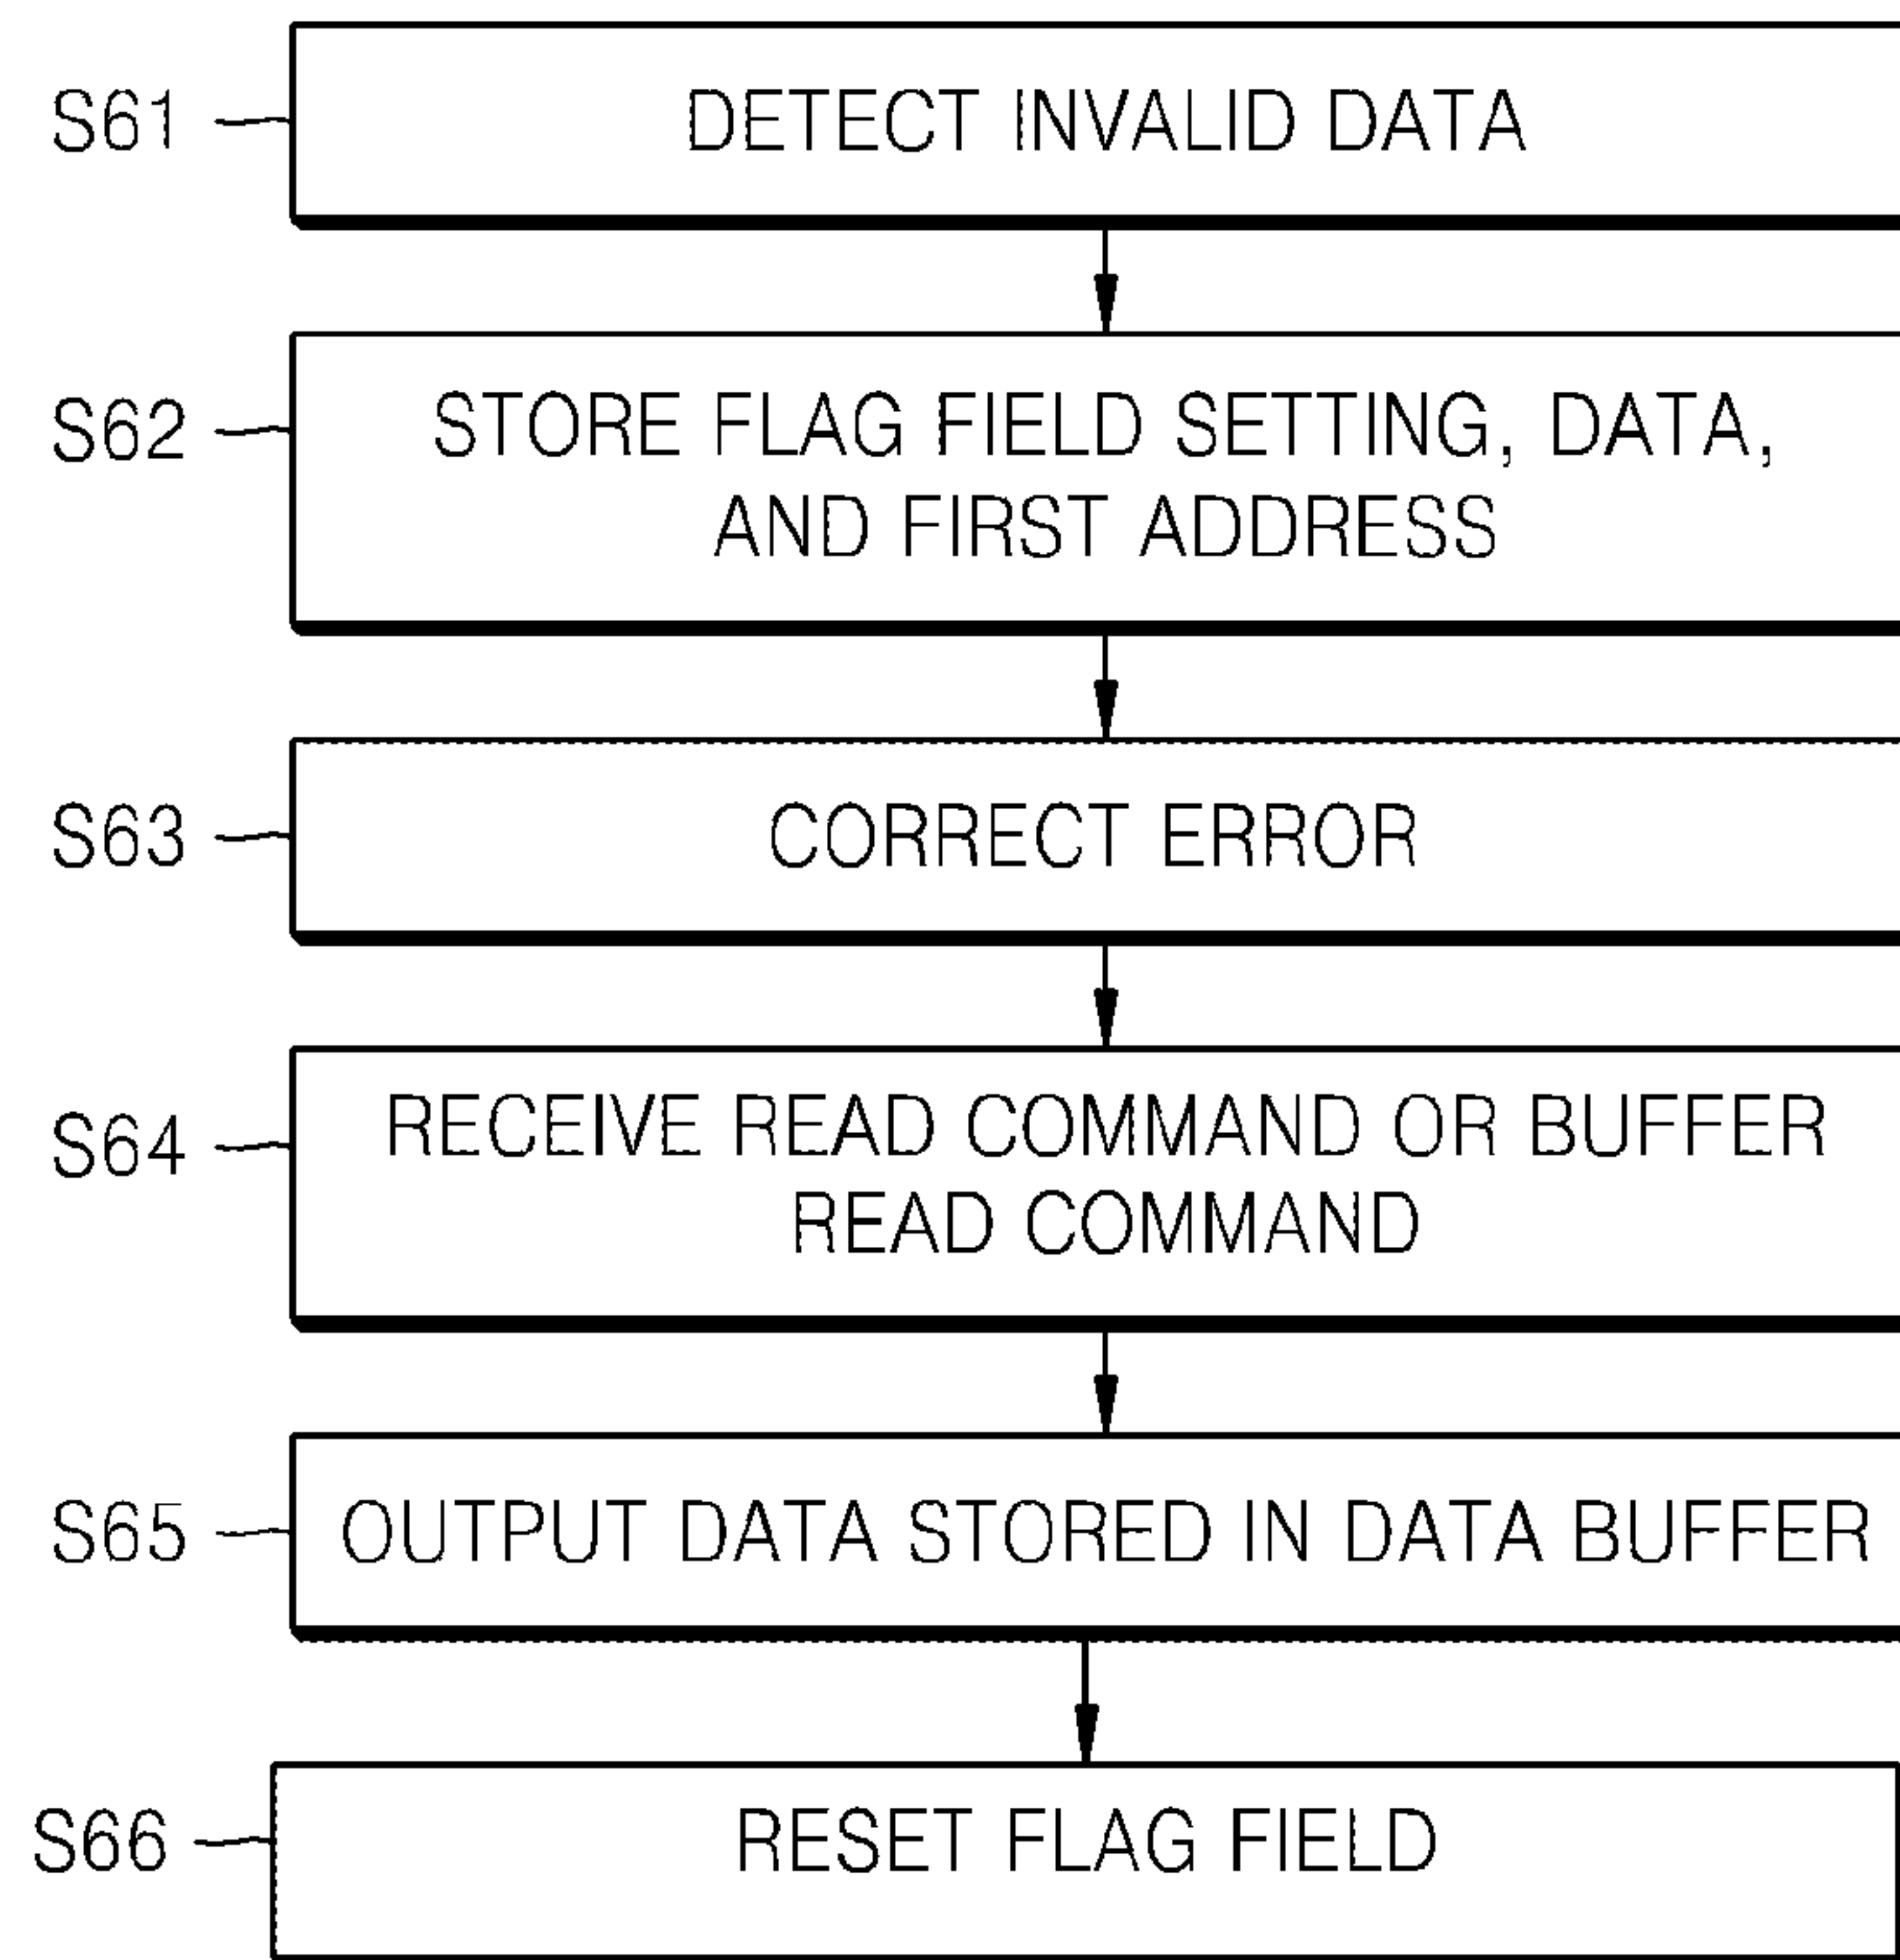 S61 DETECT INVALID DATA
S62 STORE FLAG FIELD SETTING, DATA,
AND FIRST ADDRESS
S63 CORRECT ERROR
S64 RECEIVE READ COMMAND OR BUFFER
READ COMMAND
S65 OUTPUT DATA STORED IN DATA BUFFER
S66 RESET FLAG FIELD